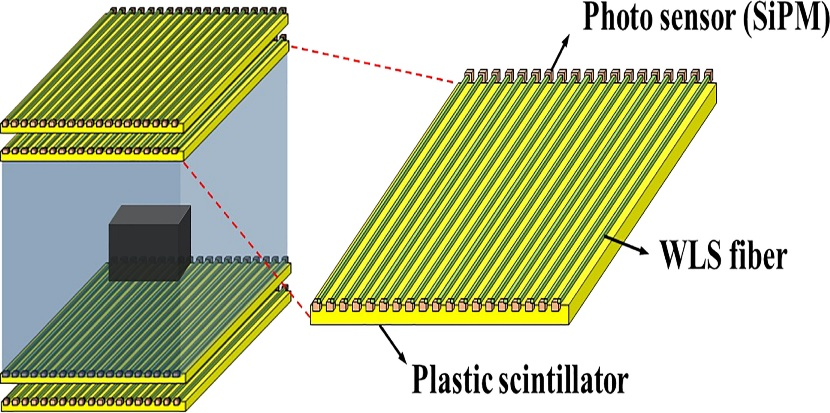 Photo sensor (SiPM)
WLS fiber
Plastic scintillator